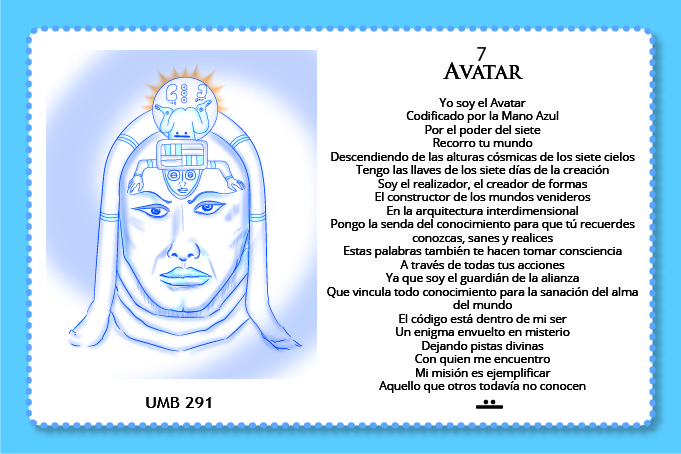 7
AVATAR
Yo soy el Avatar
Codificado por la Mano Azul
Por el poder del siete
Recorro tu mundo
Descendiendo de las alturas cósmicas de los siete cielos
Tengo las llaves de los siete días de la creación
Soy el realizador, el creador de formas
El constructor de los mundos venideros
En la arquitectura interdimensional
Pongo la senda del conocimiento para que tú recuerdes
conozcas, sanes y realices
Estas palabras también te hacen tomar consciencia
A través de todas tus acciones
Ya que soy el guardián de la alianza
Que vincula todo conocimiento para la sanación del alma
del mundo
El código está dentro de mi ser
Un enigma envuelto en misterio
Dejando pistas divinas
Con quien me encuentro
Mi misión es ejemplificar
Aquello que otros todavía no conocen
UMB 291